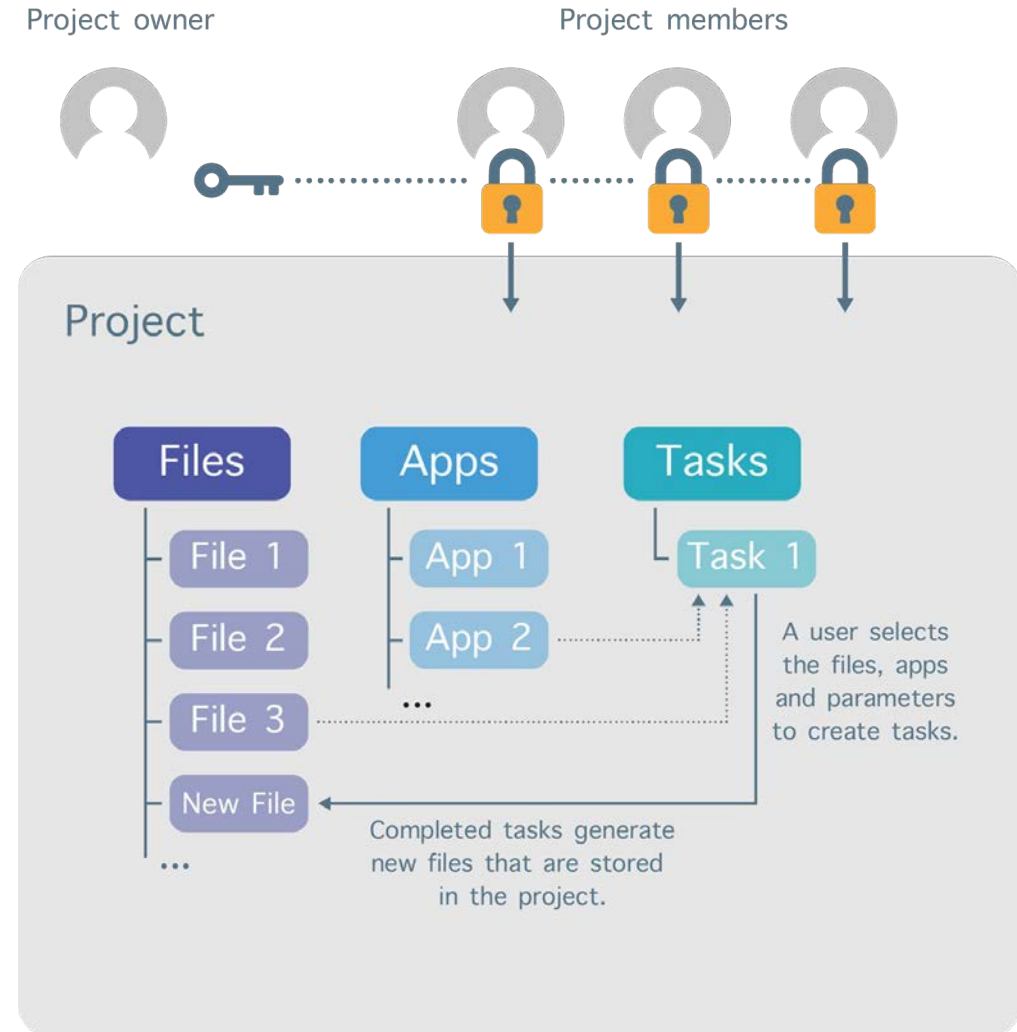 Project owner
Project members
Project
Files
Apps
Tasks
File 1
App 1
Task 1
File 2
App 2
A user selects
the files, apps
and parameters
to create tasks.
...
File 3
New File
Completed tasks generate
new files that are stored
in the project.
...